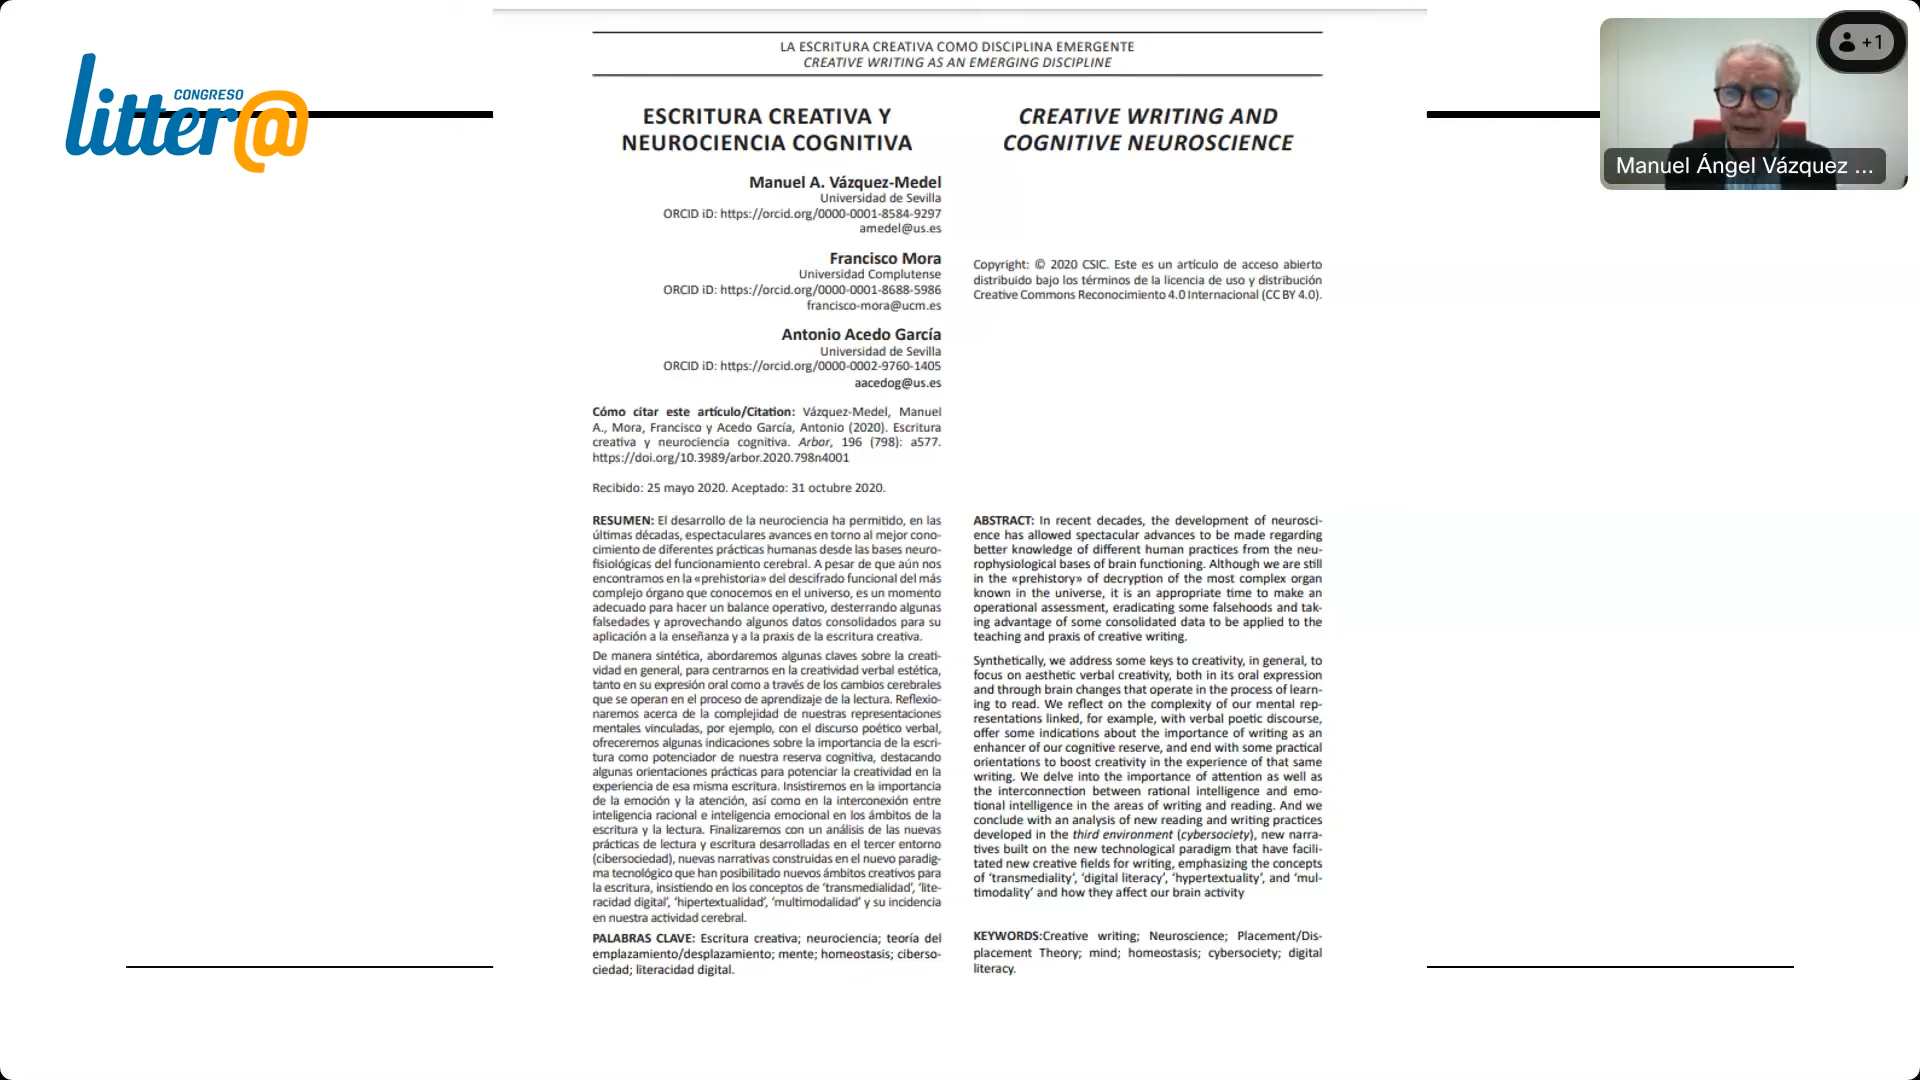 CONGRESO
litter@
LA ESCRITURA CREATIVA COMO DISCIPLINA EMERGENTE
CREATIVE WRITING AS AN EMERGING DISCIPLINE
ESCRITURA CREATIVA Y
NEUROCIENCIA COGNITIVA
Manuel A. Vázquez-Medel
Universidad de Sevilla
ORCID iD: https://orcid.org/0000-0001-8584-9297
amedel@us.es
Francisco Mora
Universidad Complutense
ORCID iD: https://orcid.org/0000-0001-8688-5986
francisco-mora@ucm.es
Antonio Acedo García
Universidad de Sevilla
ORCID iD: https://orcid.org/0000-0002-9760-1405
aacedog@us.es
Cómo citar este artículo/Citation: Vázquez-Medel, Manuel
A., Mora, Francisco y Acedo García, Antonio (2020). Escritura
creativa y neurociencia cognitiva. Arbor, 196 (798): a577.
https://doi.org/10.3989/arbor.2020.798n4001
Recibido: 25 mayo 2020. Aceptado: 31 octubre 2020.
RESUMEN: El desarrollo de la neurociencia ha permitido, en las
últimas décadas, espectaculares avances en torno al mejor cono-
cimiento de diferentes prácticas humanas desde las bases neuro-
fisiológicas del funcionamiento cerebral. A pesar de que aún nos
encontramos en la «prehistoria» del descifrado funcional del más
complejo órgano que conocemos en el universo, es un momento
adecuado para hacer un balance operativo, desterrando algunas
falsedades y aprovechando algunos datos consolidados para su
aplicación a la enseñanza y a la praxis de la escritura creativa.
De manera sintética, abordaremos algunas claves sobre la creati-
vidad en general, para centrarnos en la creatividad verbal estética,
tanto en su expresión oral como a través de los cambios cerebrales
que se operan en el proceso de aprendizaje de la lectura. Reflexio-
naremos acerca de la complejidad de nuestras representaciones
mentales vinculadas, por ejemplo, con el discurso poético verbal,
ofreceremos algunas indicaciones sobre la importancia de la escri-
tura como potenciador de nuestra reserva cognitiva, destacando
algunas orientaciones prácticas para potenciar la creatividad en la
experiencia de esa misma escritura. Insistiremos en la importancia
de la emoción y la atención, así como en la interconexión entre
inteligencia racional e inteligencia emocional en los ámbitos de la
escritura y la lectura. Finalizaremos con un análisis de las nuevas
prácticas de lectura y escritura desarrolladas en el tercer entorno
(cibersociedad), nuevas narrativas construidas en el nuevo paradig-
ma tecnológico que han posibilitado nuevos ámbitos creativos para
la escritura, insistiendo en los conceptos de ‘transmedialidad’, ‘lite-
racidad digital’, ‘hipertextualidad’, ‘multimodalidad’ y su incidencia
en nuestra actividad cerebral.
PALABRAS CLAVE: Escritura creativa; neurociencia; teoría del
emplazamiento/desplazamiento; mente; homeostasis; ciberso-
ciedad; literacidad digital.
CREATIVE WRITING AND
COGNITIVE NEUROSCIENCE
Copyright: © 2020 CSIC. Este es un artículo de acceso abierto
distribuido bajo los términos de la licencia de uso y distribución
Creative Commons Reconocimiento 4.0 Internacional (CC BY 4.0).
ABSTRACT: In recent decades, the development of neurosci-
ence has allowed spectacular advances to be made regarding
better knowledge of different human practices from the neu-
rophysiological bases of brain functioning. Although we are still
in the «prehistory» of decryption of the most complex organ
known in the universe, it is an appropriate time to make an
operational assessment, eradicating some falsehoods and tak-
ing advantage of some consolidated data to be applied to the
teaching and praxis of creative writing.
Synthetically, we address some keys to creativity, in general, to
focus on aesthetic verbal creativity, both in its oral expression
and through brain changes that operate in the process of learn-
ing to read. We reflect on the complexity of our mental rep-
resentations linked, for example, with verbal poetic discourse,
offer some indications about the importance of writing as an
enhancer of our cognitive reserve, and end with some practical
orientations to boost creativity in the experience of that same
writing. We delve into the importance of attention as well as
the interconnection between rational intelligence and emo-
tional intelligence in the areas of writing and reading. And we
conclude with an analysis of new reading and writing practices
developed in the third environment (cybersociety), new narra-
tives built on the new technological paradigm that have facili-
tated new creative fields for writing, emphasizing the concepts
of ‘transmediality’, ‘digital literacy’, ‘hypertextuality’, and ‘mul-
timodality’ and how they affect our brain activity
KEYWORDS:Creative writing; Neuroscience; Placement/Dis-
placement Theory; mind; homeostasis; cybersociety; digital
literacy.
+1
Manuel Ángel Vázquez ...